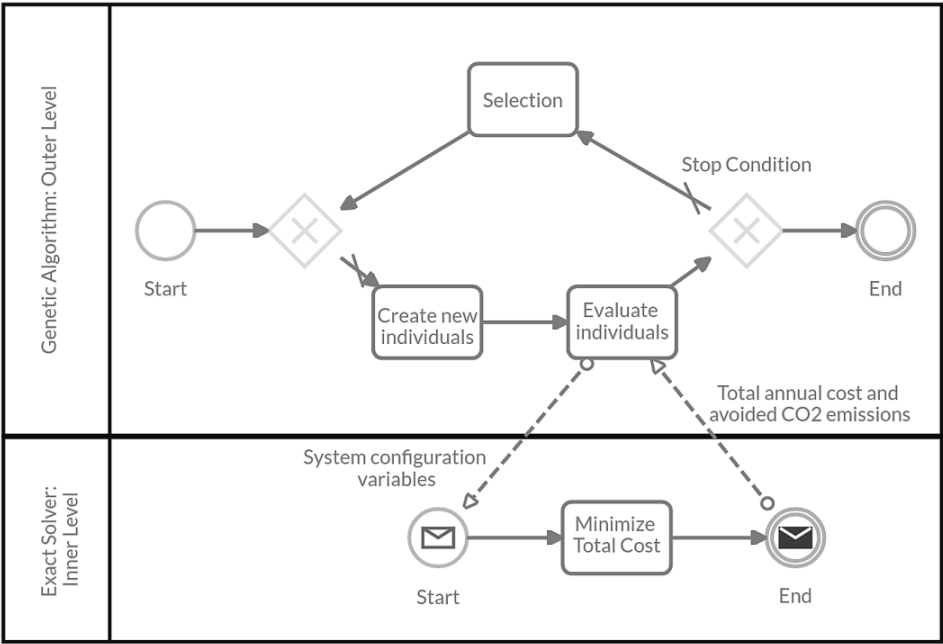 Genetic Algorithm: Outer Level
Selection
Stop Condition
Start
End
Create new
individuals
Evaluate
individuals
Total annual cost and
avoided CO2 emissions
Exact Solver:
Inner Level
System configuration
variables
Minimize
Total Cost
Start
End